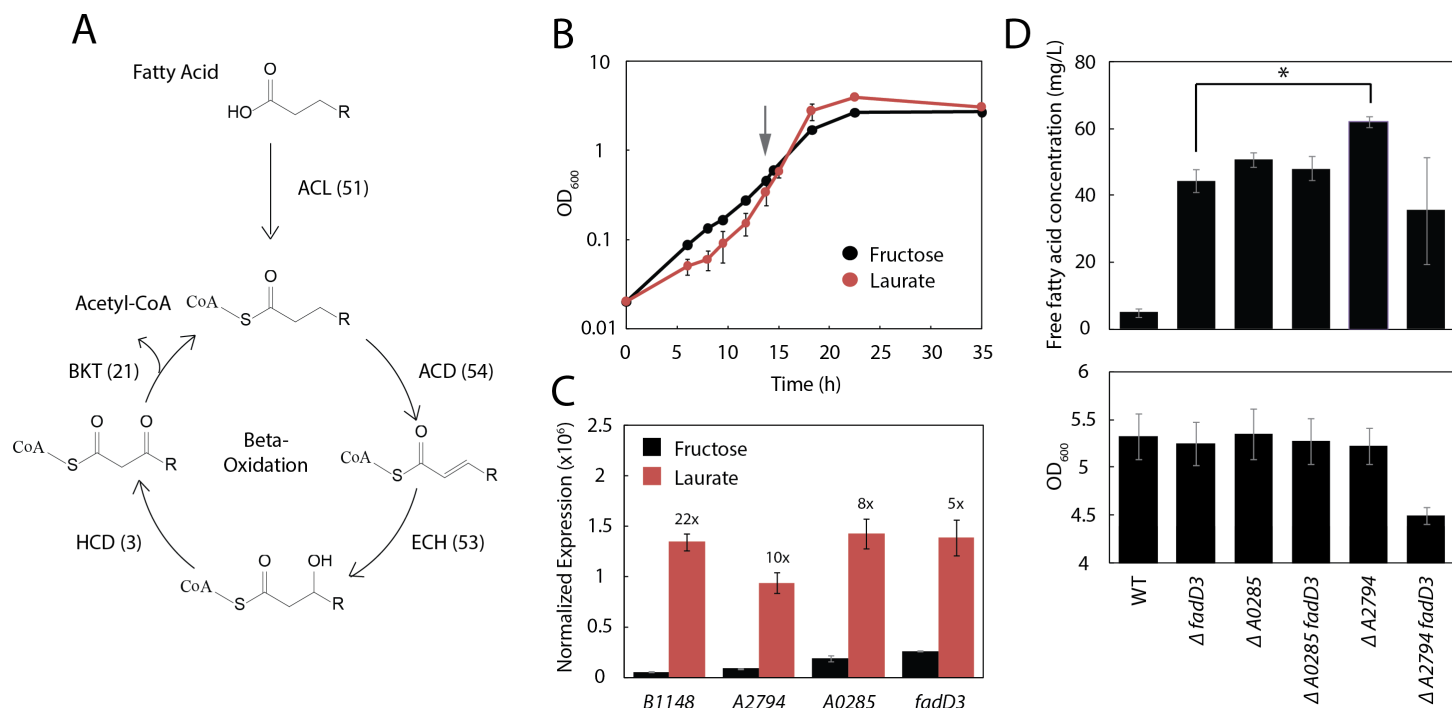 A
Fatty Acid
O
HO
R
ACL (51)
O
Acetyl-CoA
CoA
S
R
BKT (21)
ACD (54)
O
O
CoA
S
R
Beta-
Oxidation
O
CoA
S
R
HCD (3)
ECH (53)
O
OH
CoA
S
R
B
10
1
0.1
0.01
OD600
0
5
10
15
20
25
30
35
Time (h)
Fructose
Laurate
C
Normalized Expression (x10⁶)
2.5
2
1.5
1
0.5
0
Fructose
Laurate
22x
10x
8x
5x
B1148
A2794
A0285
fadD3
D
Free fatty acid concentration (mg/L)
80
60
40
20
0
*
OD600
6
5.5
5
4.5
4
WT
Δ fadD3
Δ A0285
Δ A0285 fadD3
Δ A2794
Δ A2794 fadD3